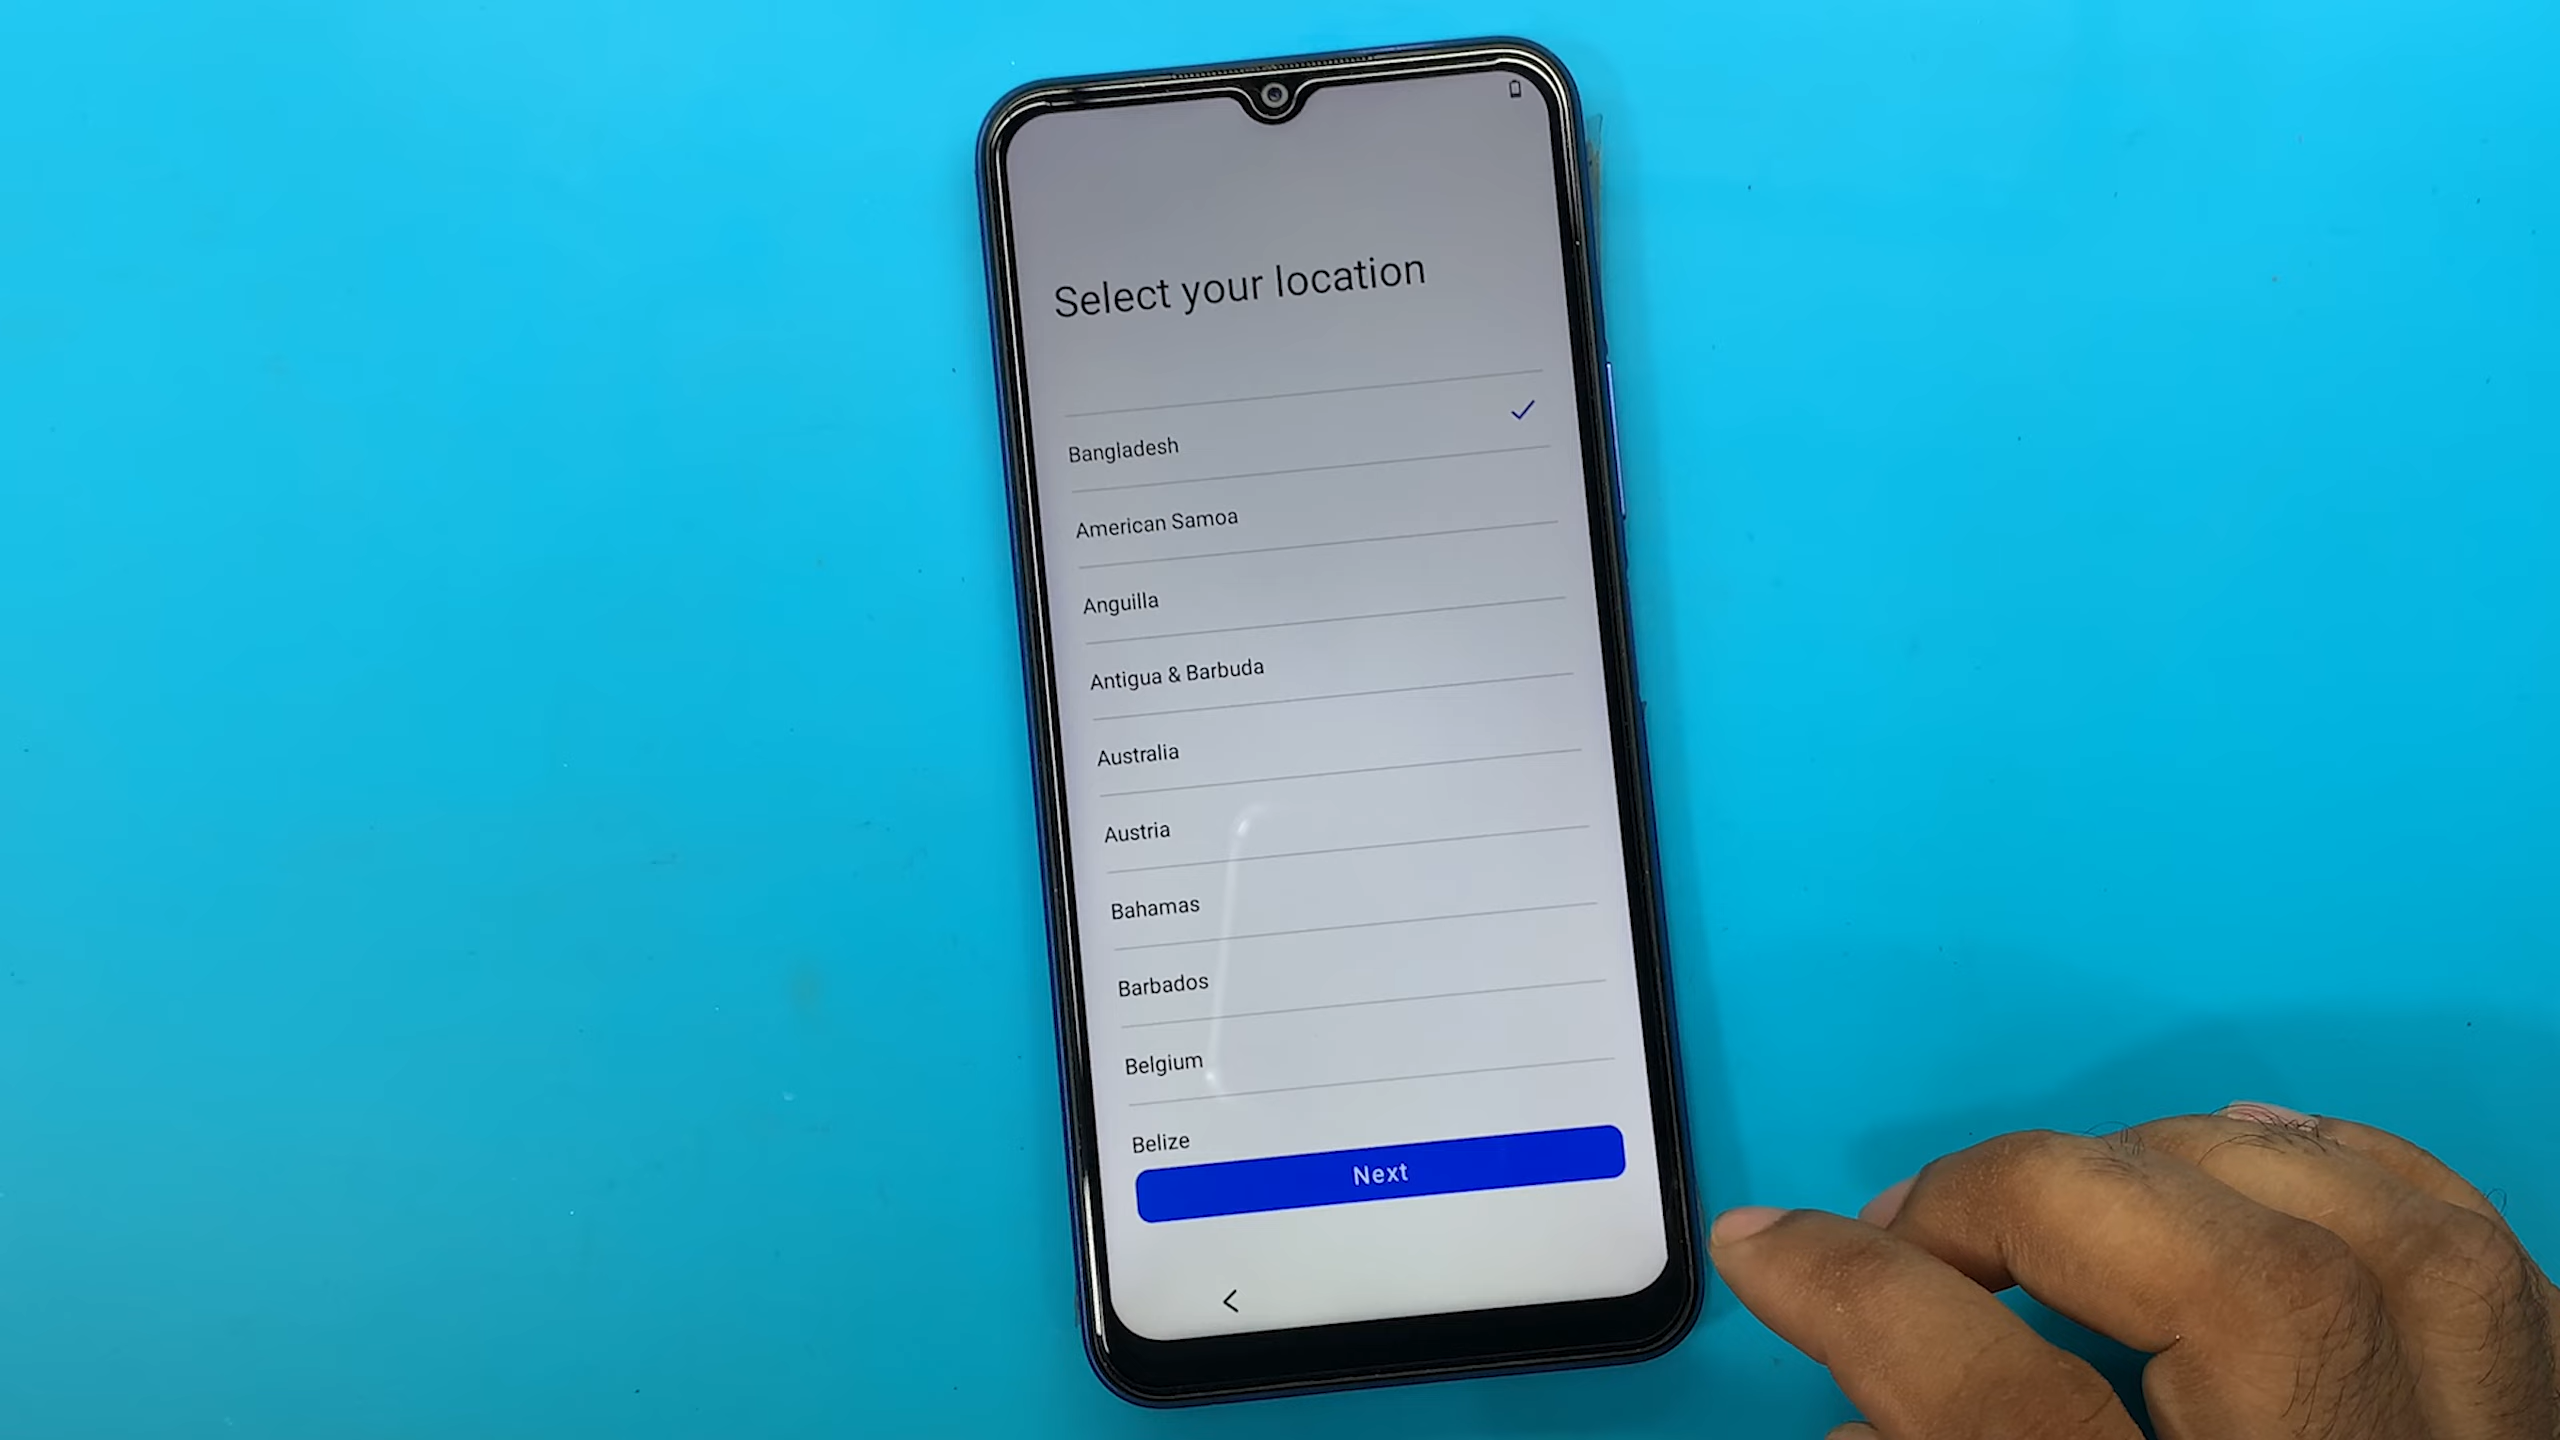 Select your location
Bangladesh
American Samoa
Anguilla
Antigua & Barbuda
Australia
Austria
Bahamas
Barbados
Belgium
Belize
Next